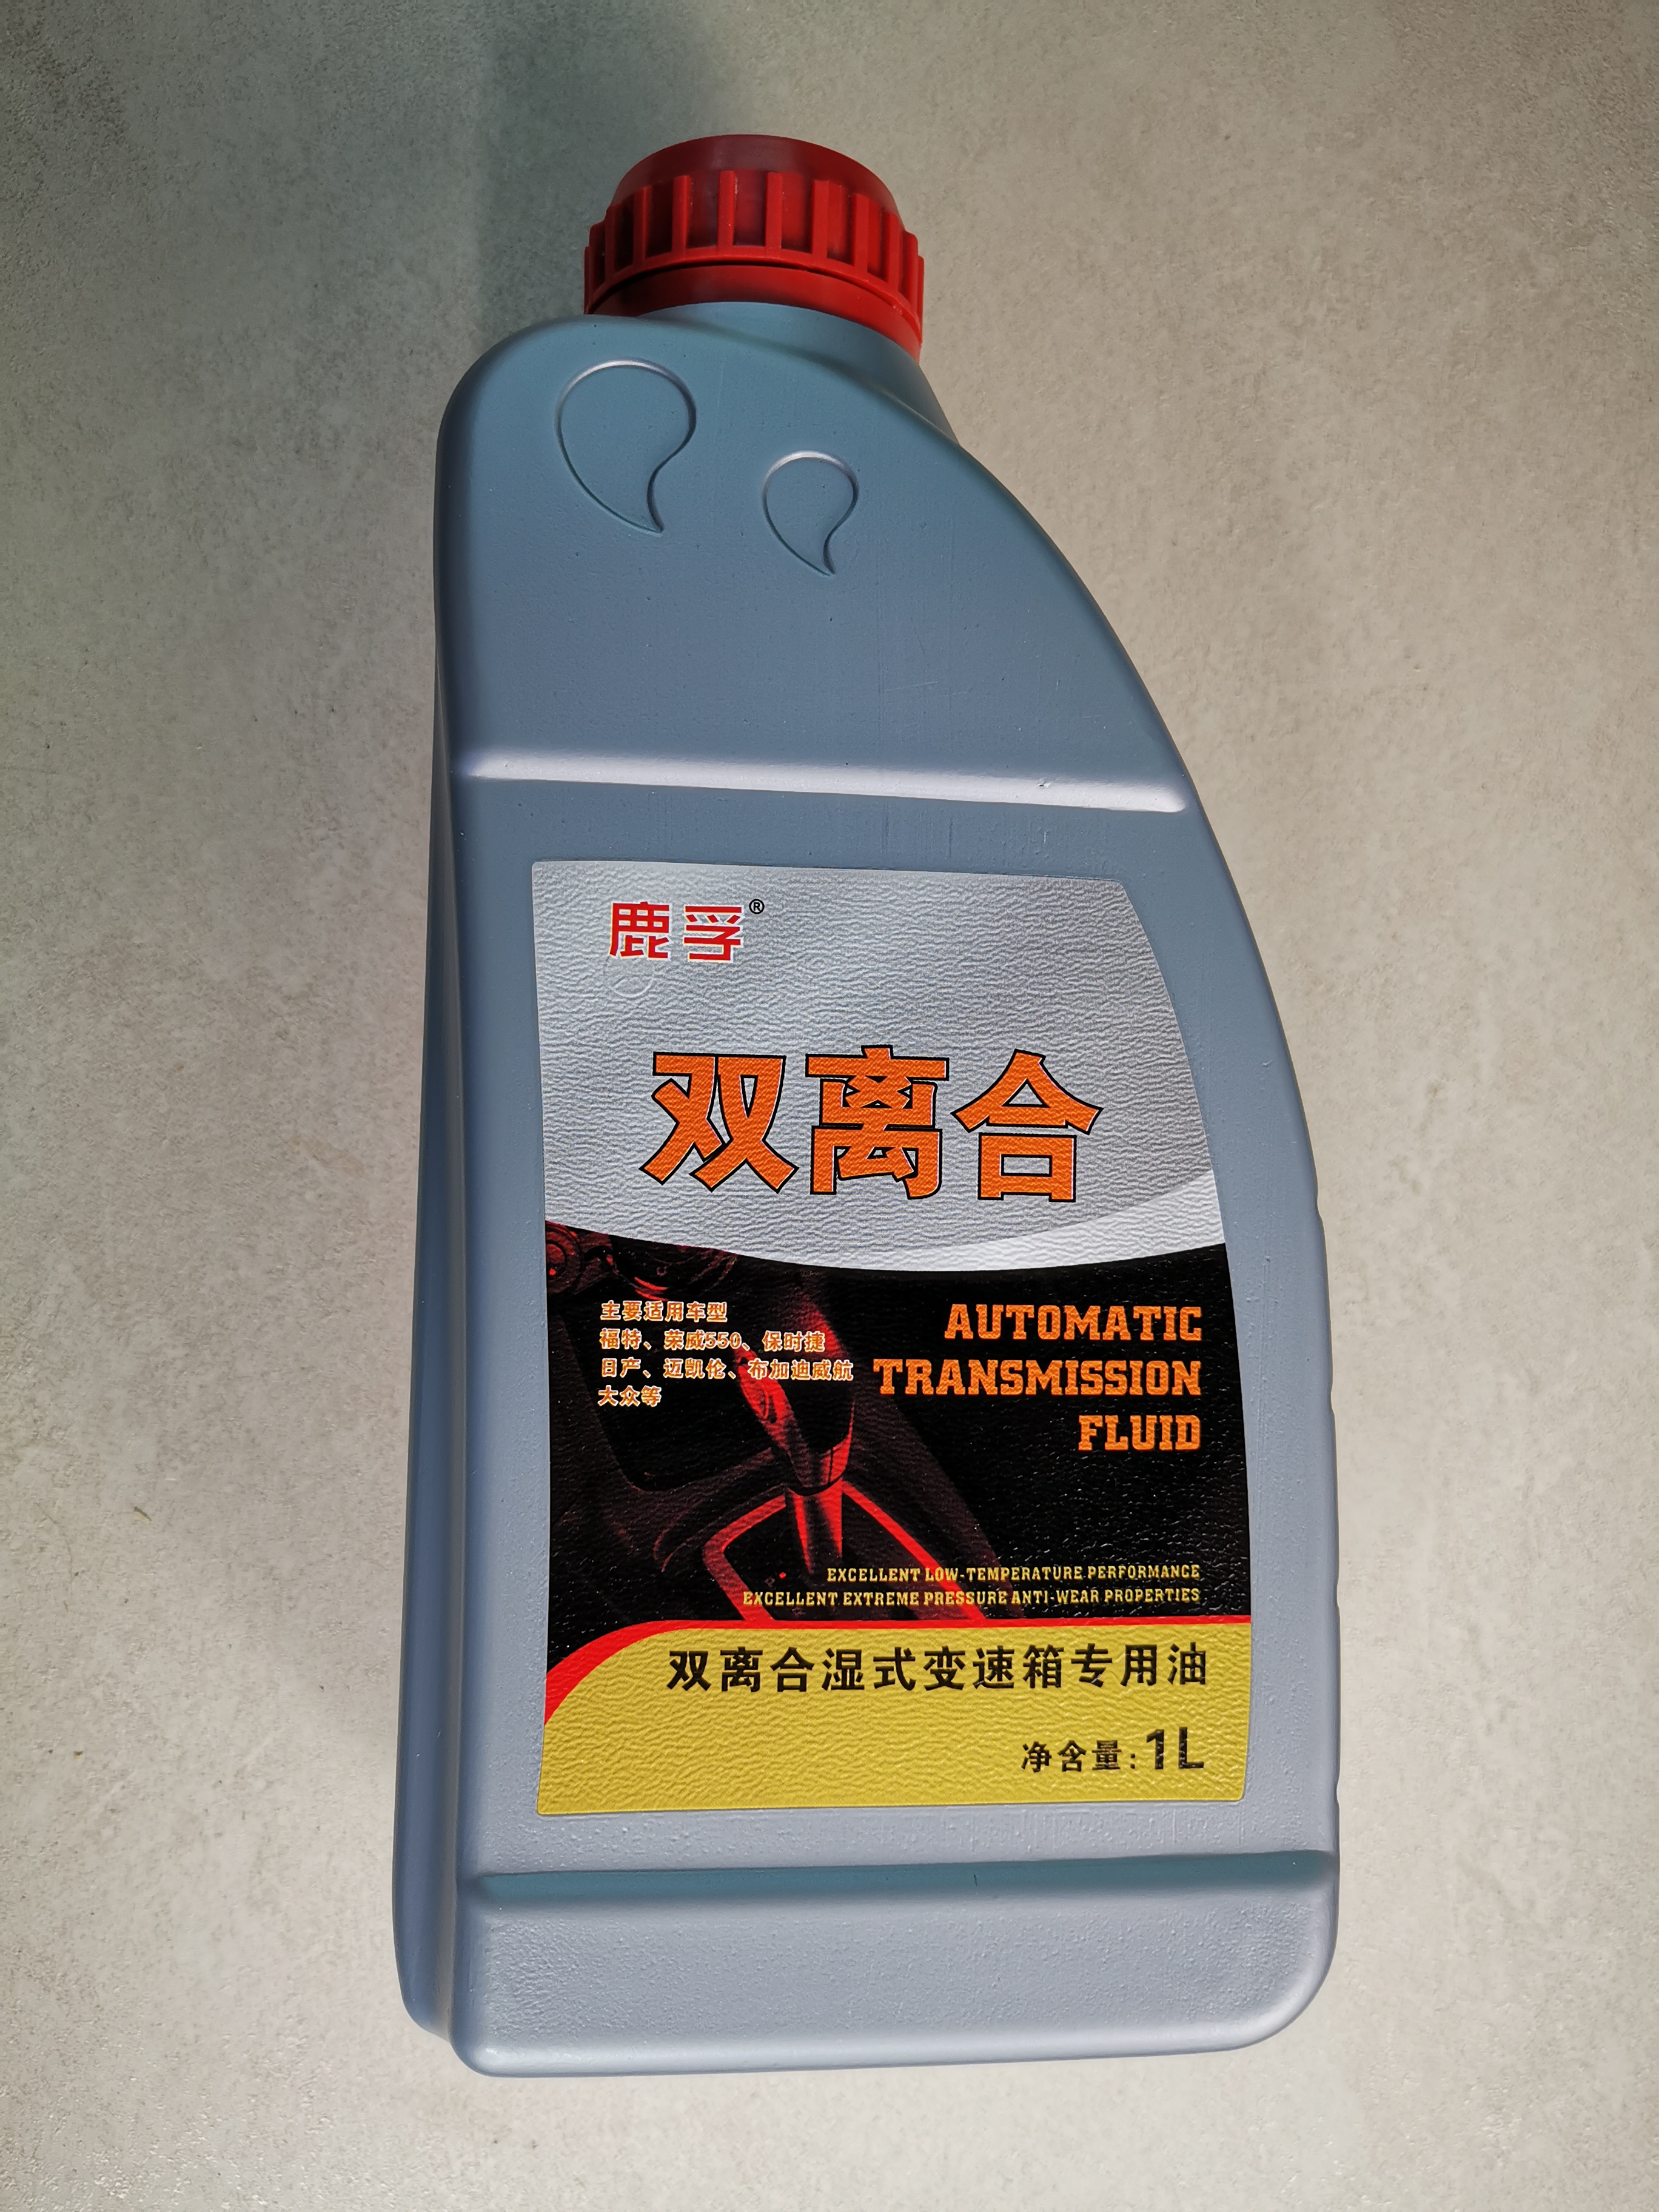 鹿孚®
双离合
主要适用车型
福特、荣威550、保时捷
日产、迈凯伦、布加迪威航
大众等
AUTOMATIC
TRANSMISSION
FLUID
EXCELLENT LOW-TEMPERATURE PERFORMANCE
EXCELLENT EXTREME PRESSURE ANTI-WEAR PROPERTIES
双离合湿式变速箱专用油
净含量:1L